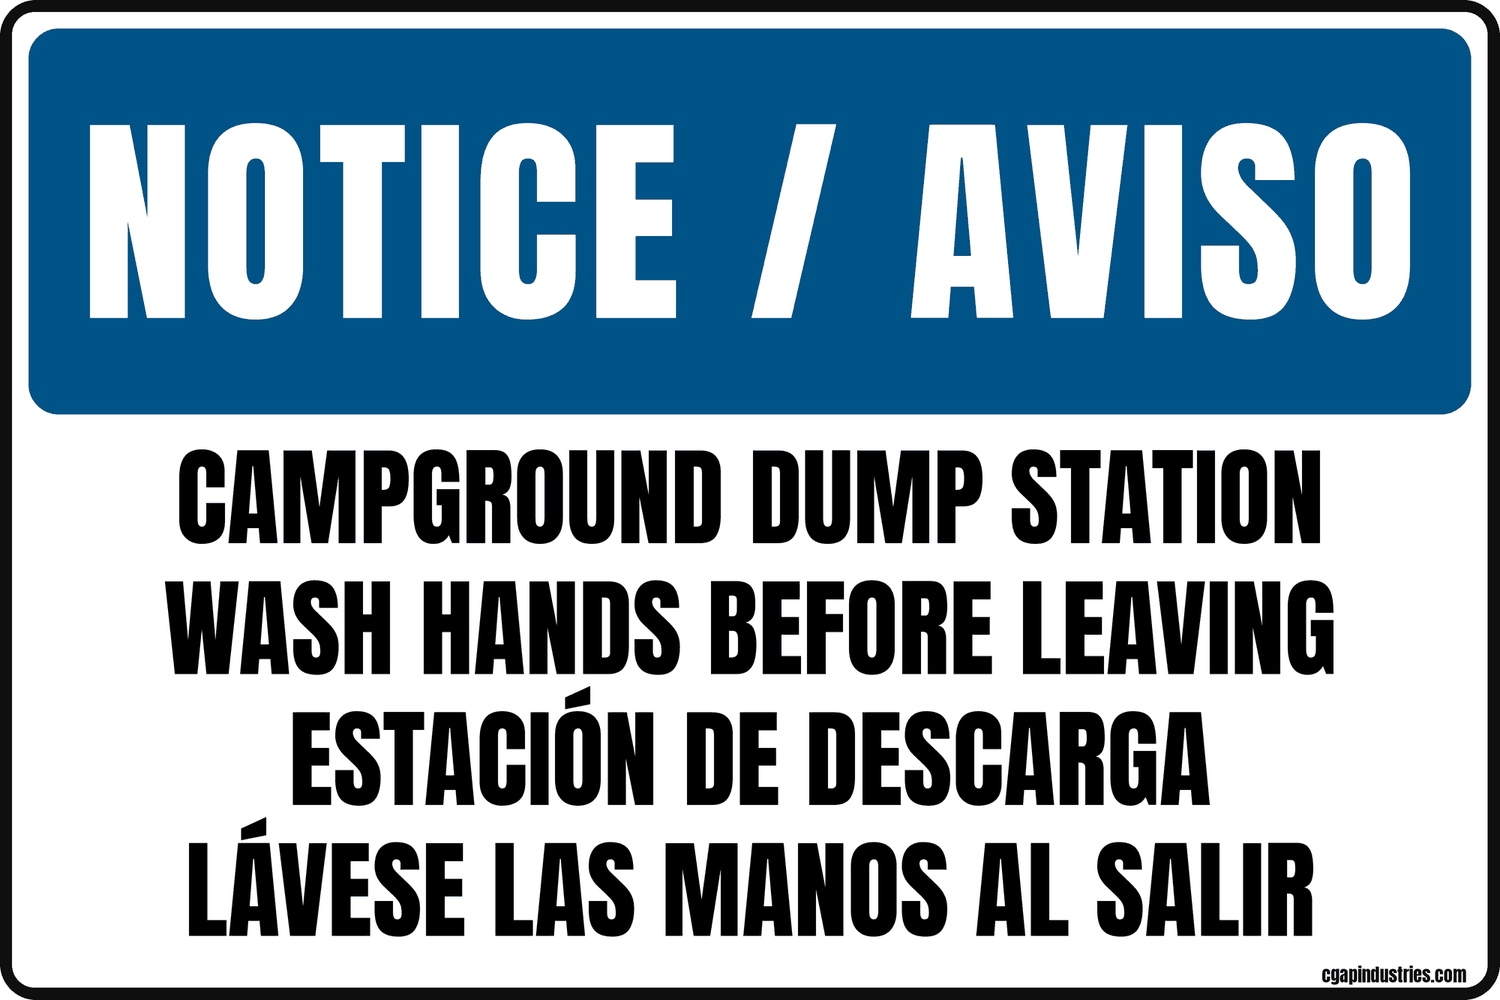 NOTICE / AVISO
CAMPGROUND DUMP STATION
WASH HANDS BEFORE LEAVING
ESTACIÓN DE DESCARGA
LÁVESE LAS MANOS AL SALIR
cgapindustries.com